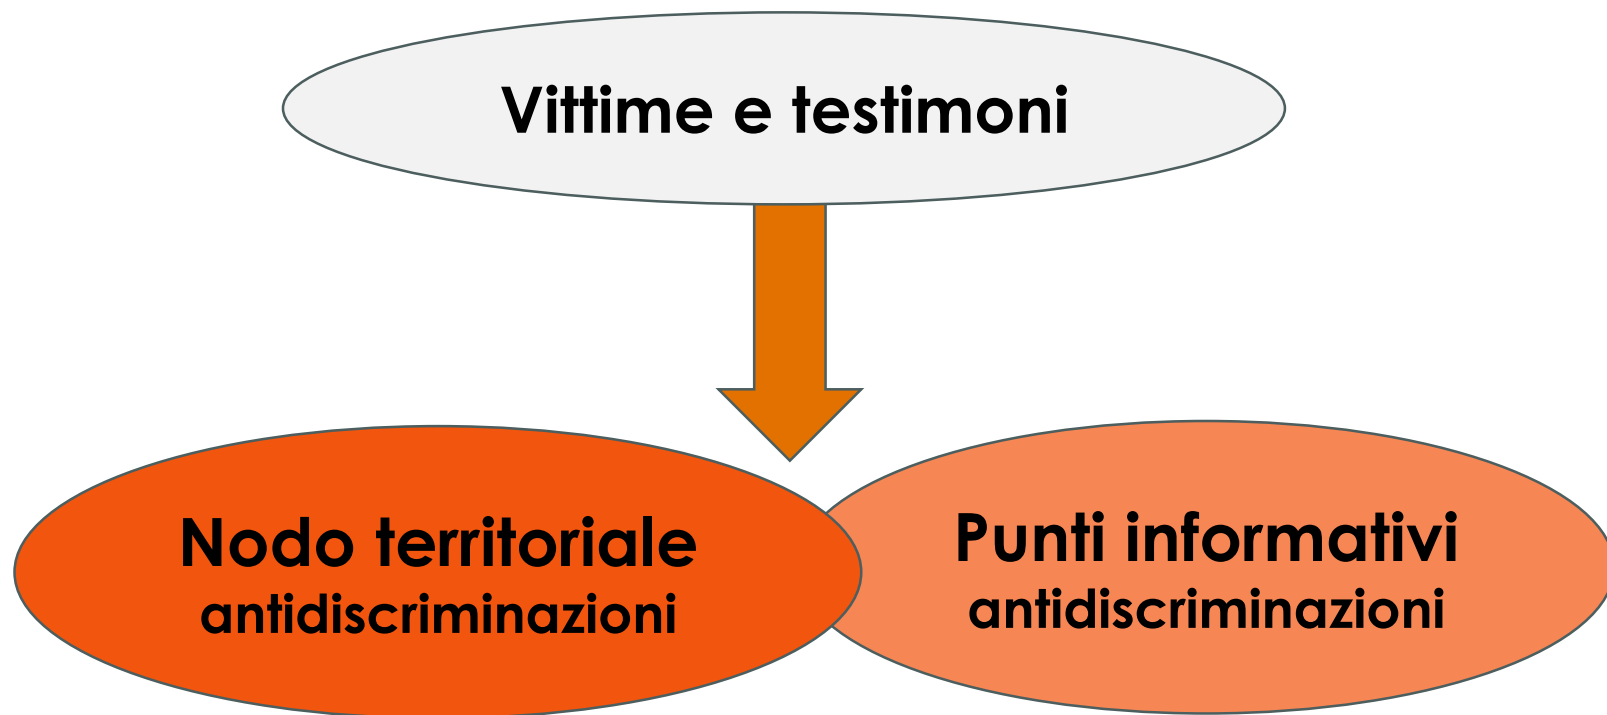 Vittime e testimoni
Nodo territoriale
antidiscriminazioni
Punti informativi
antidiscriminazioni